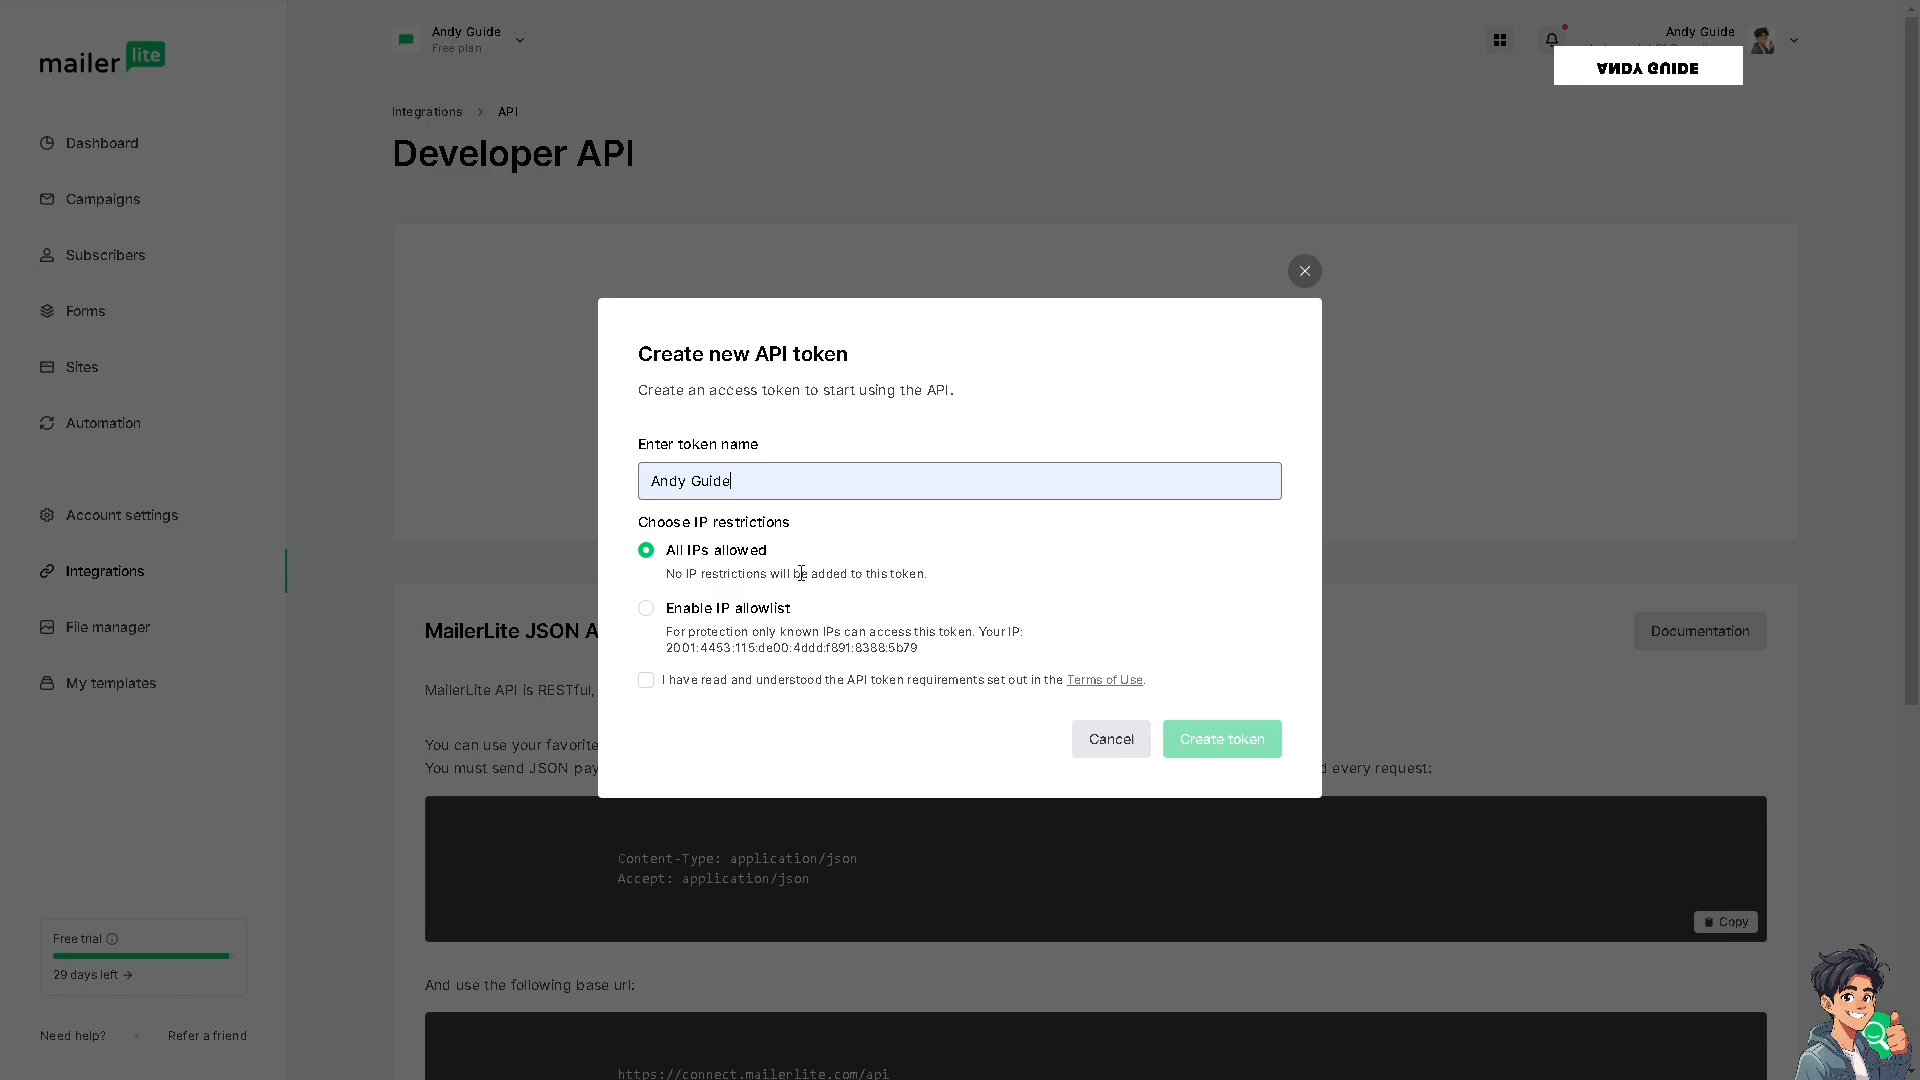 mailer lite
Andy Guide
Free plan
Andy Guide
ANDY GUIDE
Integrations > API
Developer API
Dashboard
Campaigns
Subscribers
Forms
Sites
Automation
Account settings
Integrations
File manager
My templates
Free trial
29 days left →
Need help?
Refer a friend
Create new API token
Create an access token to start using the API.
Enter token name
Andy Guide
Choose IP restrictions
All IPs allowed
No IP restrictions will be added to this token.
Enable IP allowlist
For protection only known IPs can access this token. Your IP:
2001:4453:115:de00:4ddd:f891:8388:5b79
I have read and understood the API token requirements set out in the Terms of Use.
Cancel
Create token
MailerLite JSON A
Documentation
MailerLite API is RESTful,
You can use your favorite
You must send JSON pay
d every request:
Content-Type: application/json
Accept: application/json
Copy
And use the following base url:
https://connect.mailerlite.com/api